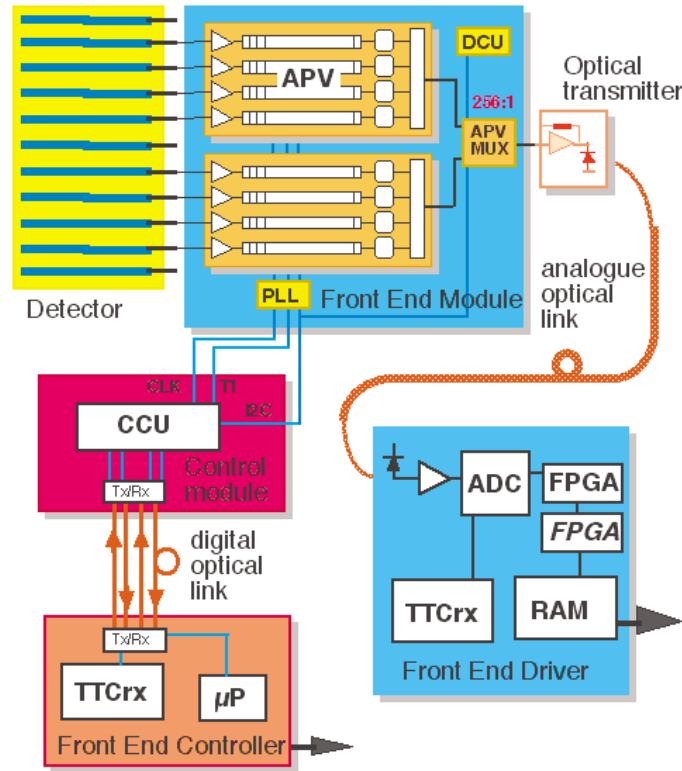 DCU
APV
256:1
APV
MUX
Optical
transmitter
Detector
PLL
Front End Module
analogue
optical
link
CLK
T1
I2C
CCU
Control
module
Tx/Rx
digital
optical
link
ADC
FPGA
FPGA
TTCrx
RAM
Front End Driver
Tx/Rx
TTCrx
µP
Front End Controller